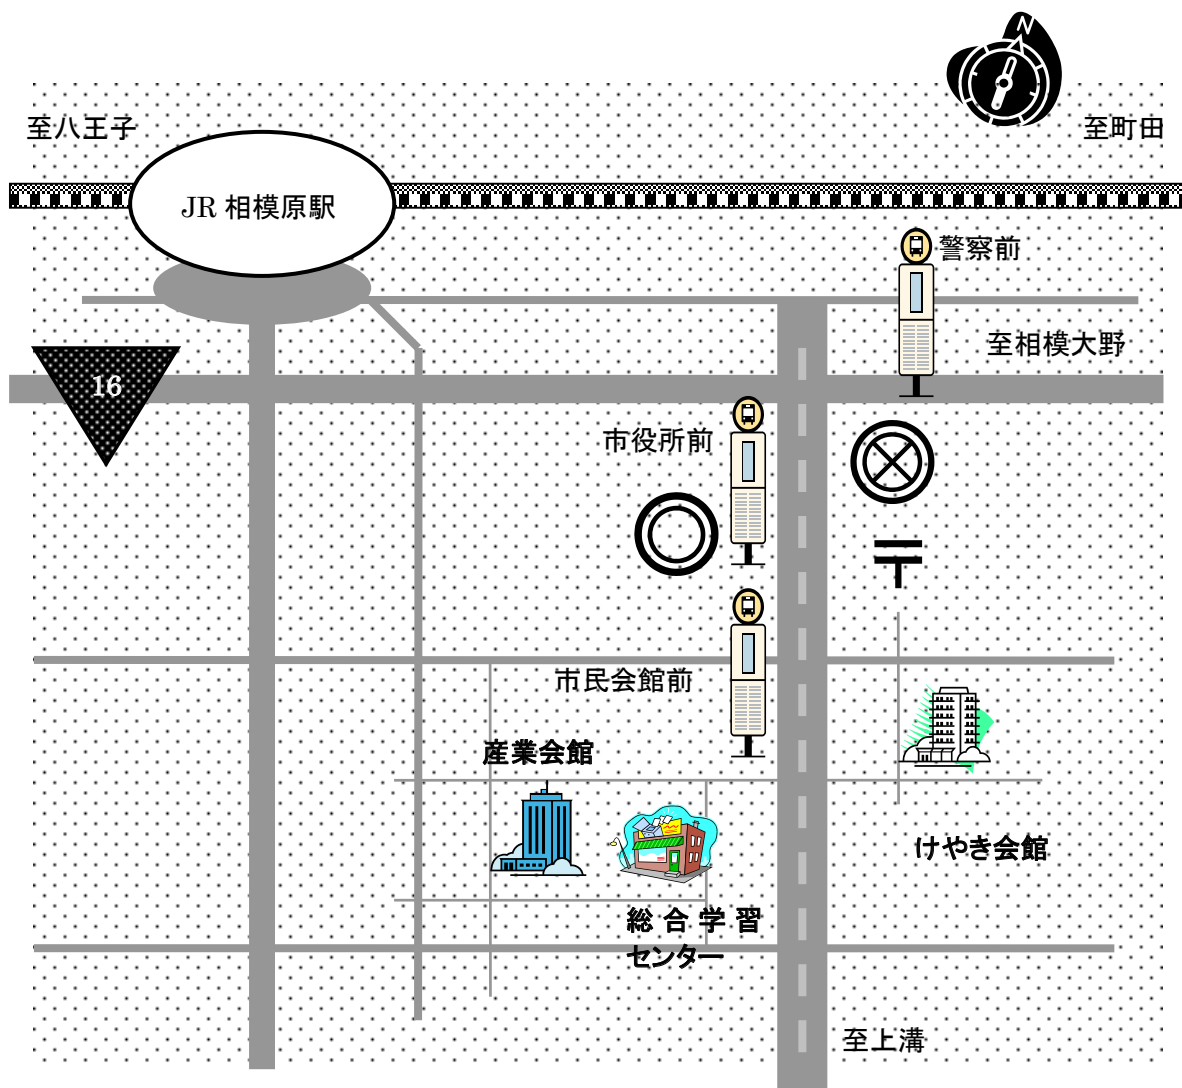 N
至八王子
至町田
JR 相模原駅
警察前
至相模大野
16
市役所前
市民会館前
産業会館
けやき会館
総合学習
センター
至上溝